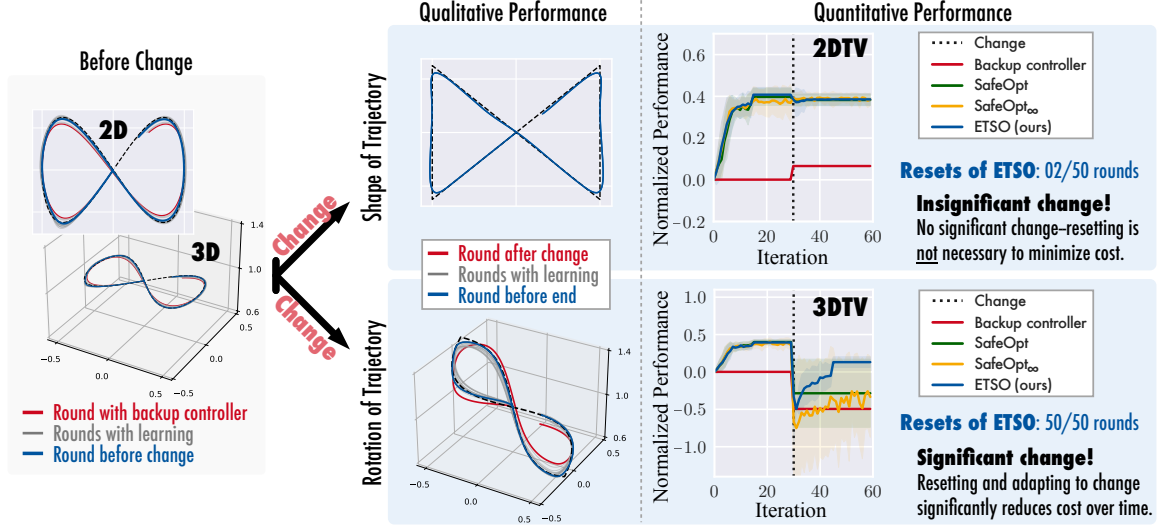 Qualitative Performance
Quantitative Performance
Before Change
2D
3D
1.4
1.2
1.0
0.8
0.6
−0.5
0.0
0.5
−0.5
0.0
0.5
Round with backup controller
Rounds with learning
Round before change
Change
Change
Shape of Trajectory
Rotation of Trajectory
Round after change
Rounds with learning
Round before end
1.4
1.0
0.6
−0.5
0.0
0.5
−0.5
0.0
0.5
2DTV
Normalized Performance
0.6
0.4
0.2
0.0
−0.2
0
20
40
60
Iteration
Change
Backup controller
SafeOpt
SafeOpt∞
ETSO (ours)
Resets of ETSO: 02/50 rounds
Insignificant change!
No significant change–resetting is
not necessary to minimize cost.
3DTV
Normalized Performance
1.0
0.5
0.0
−0.5
−1.0
0
20
40
60
Iteration
Change
Backup controller
SafeOpt
SafeOpt∞
ETSO (ours)
Resets of ETSO: 50/50 rounds
Significant change!
Resetting and adapting to change
significantly reduces cost over time.